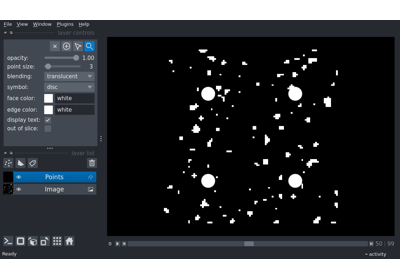 File View Window Plugins Help
layer controls
opacity: 1.00
point size: 3
blending: translucent
symbol: disc
face color: white
edge color: white
display text:
out of slice:
layer list
Points
Image
0 50 99
Ready activity